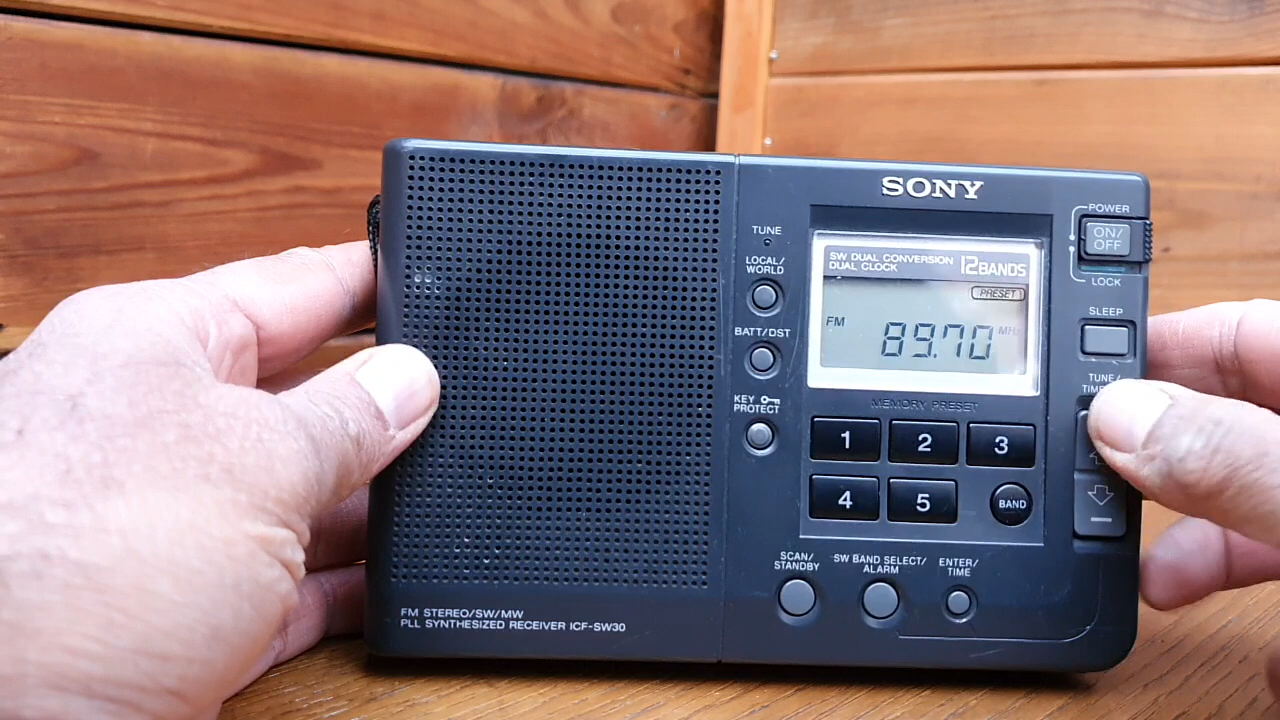 SONY
POWER
ON/
OFF
LOCK
TUNE
LOCAL/
WORLD
SW DUAL CONVERSION
DUAL CLOCK
12BANDS
PRESET
FM
89.70 MHz
SLEEP
BATT/DST
TUNE/
KEY
PROTECT
MEMORY PRESET
1 2 3
4 5 BAND
SCAN/
STANDBY
SW BAND SELECT/
ALARM
ENTER/
TIME
FM STEREO/SW/MW
PLL SYNTHESIZED RECEIVER ICF-SW30